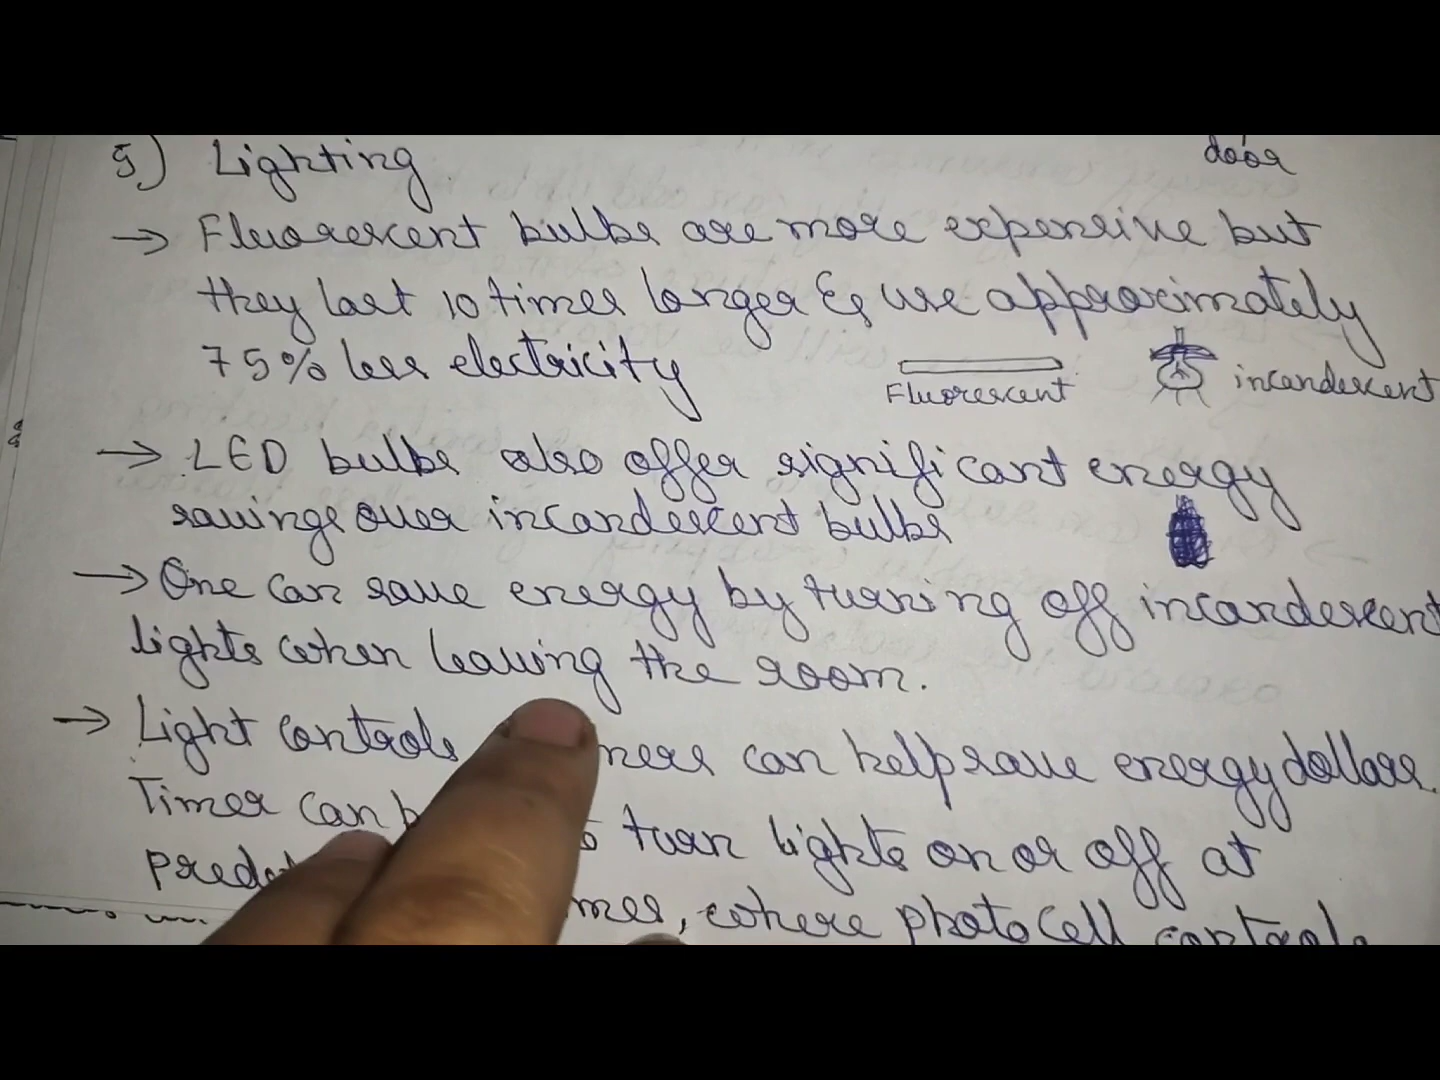 door
5) Lighting
→ Fluorescent bulbs are more expensive but
they last 10 times longer & use approximately
75% less electricity
Fluorescent
incandescent
→ LED bulbs also offer significant energy
savings over incandescent bulbs
→ One can save energy by turning off incandescent
lights when leaving the room.
→ Light controls can help save energy dollars.
Timer can turn lights on or off at
, where photocell controls